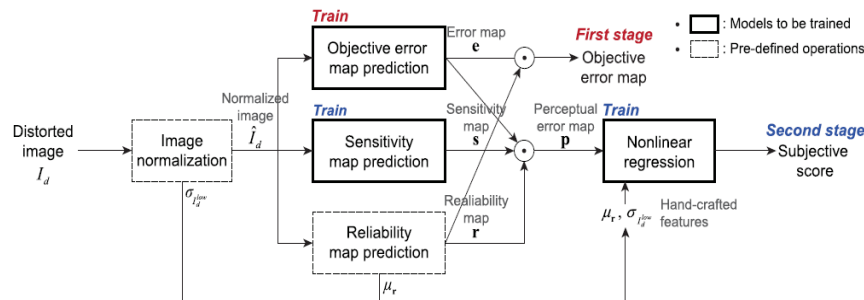 Train
Objective error
map prediction
Error map
e
First stage
Objective
error map
: Models to be trained
: Pre-defined operations
Distorted
image
I_d
Image
normalization
Normalized
image
Î_d
Train
Sensitivity
map prediction
Sensitivity
map
s
Perceptual
error map
p
Train
Nonlinear
regression
Second stage
Subjective
score
σ_{I_d^{low}}
Reliability
map prediction
Realiability
map
r
μ_r
μ_r , σ_{I_d^{low}}
Hand-crafted
features